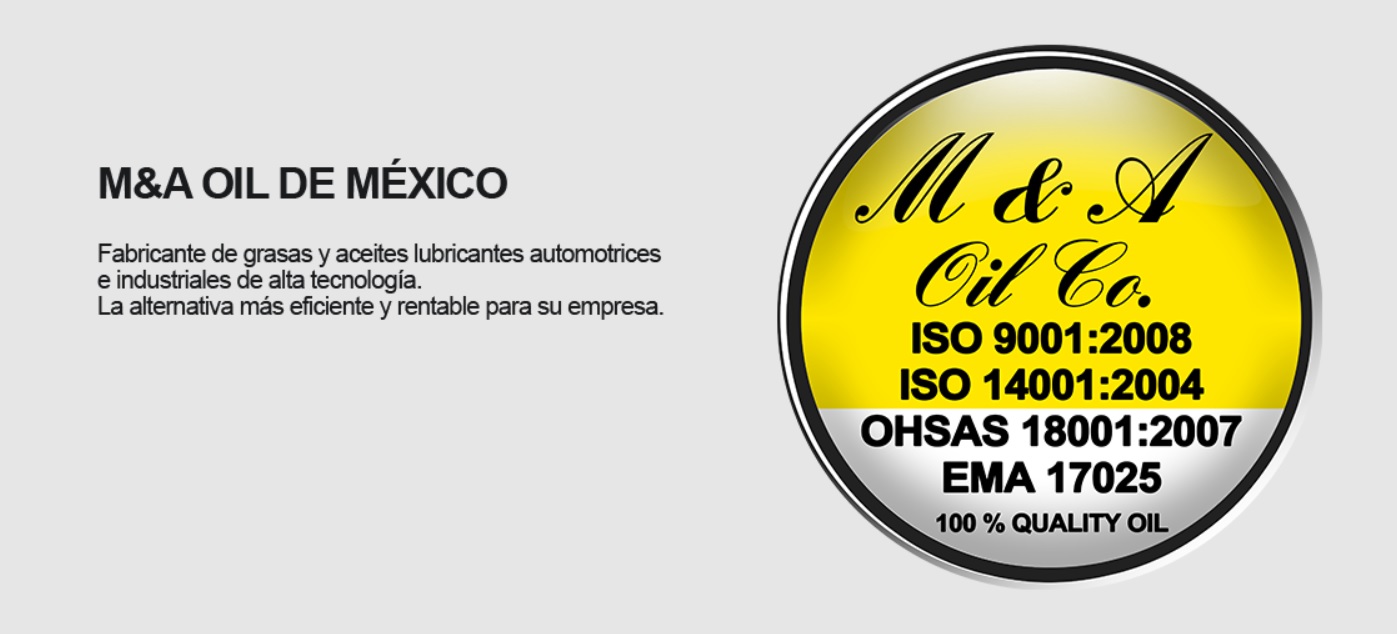 M&A OIL DE MÉXICO
Fabricante de grasas y aceites lubricantes automotrices
e industriales de alta tecnología.
La alternativa más eficiente y rentable para su empresa.
M & A
Oil Co.
ISO 9001:2008
ISO 14001:2004
OHSAS 18001:2007
EMA 17025
100 % QUALITY OIL